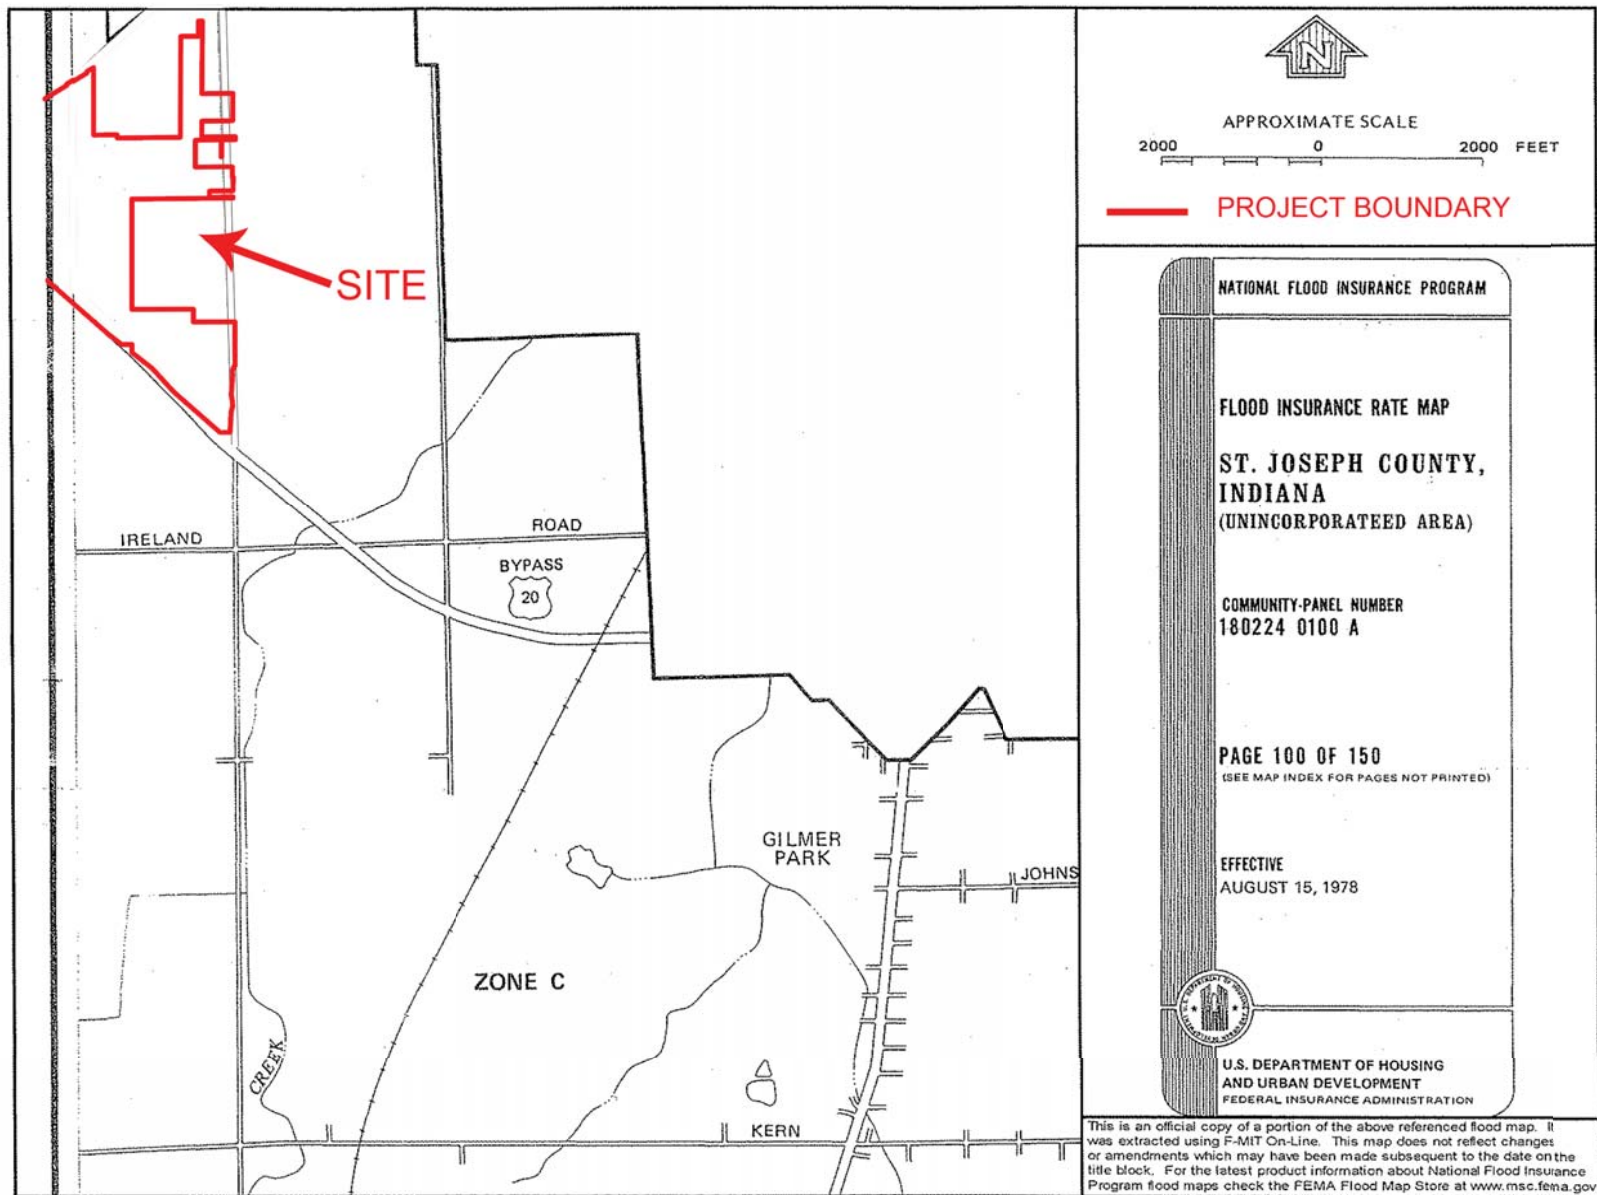 N
APPROXIMATE SCALE
2000 0 2000 FEET
PROJECT BOUNDARY
SITE
IRELAND ROAD
BYPASS
20
GILMER
PARK
JOHNS
ZONE C
CREEK
KERN
NATIONAL FLOOD INSURANCE PROGRAM
FLOOD INSURANCE RATE MAP
ST. JOSEPH COUNTY,
INDIANA
(UNINCORPORATEED AREA)
COMMUNITY-PANEL NUMBER
180224 0100 A
PAGE 100 OF 150
(SEE MAP INDEX FOR PAGES NOT PRINTED)
EFFECTIVE
AUGUST 15, 1978
U.S. DEPARTMENT OF HOUSING
AND URBAN DEVELOPMENT
FEDERAL INSURANCE ADMINISTRATION
This is an official copy of a portion of the above referenced flood map. It
was extracted using F-MIT On-Line. This map does not reflect changes
or amendments which may have been made subsequent to the date on the
title block. For the latest product information about National Flood Insurance
Program flood maps check the FEMA Flood Map Store at www.msc.fema.gov